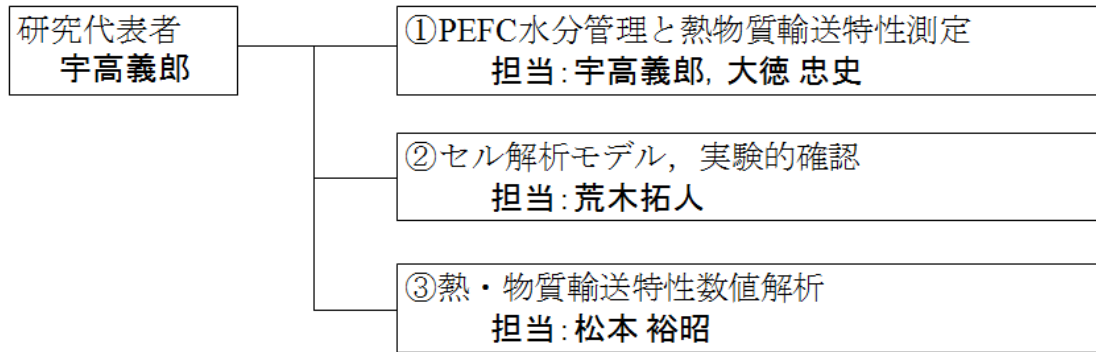 研究代表者
宇高義郎
①PEFC水分管理と熱物質輸送特性測定
担当：宇高義郎, 大徳 忠史
②セル解析モデル，実験的確認
担当：荒木拓人
③熱・物質輸送特性数値解析
担当：松本 裕昭